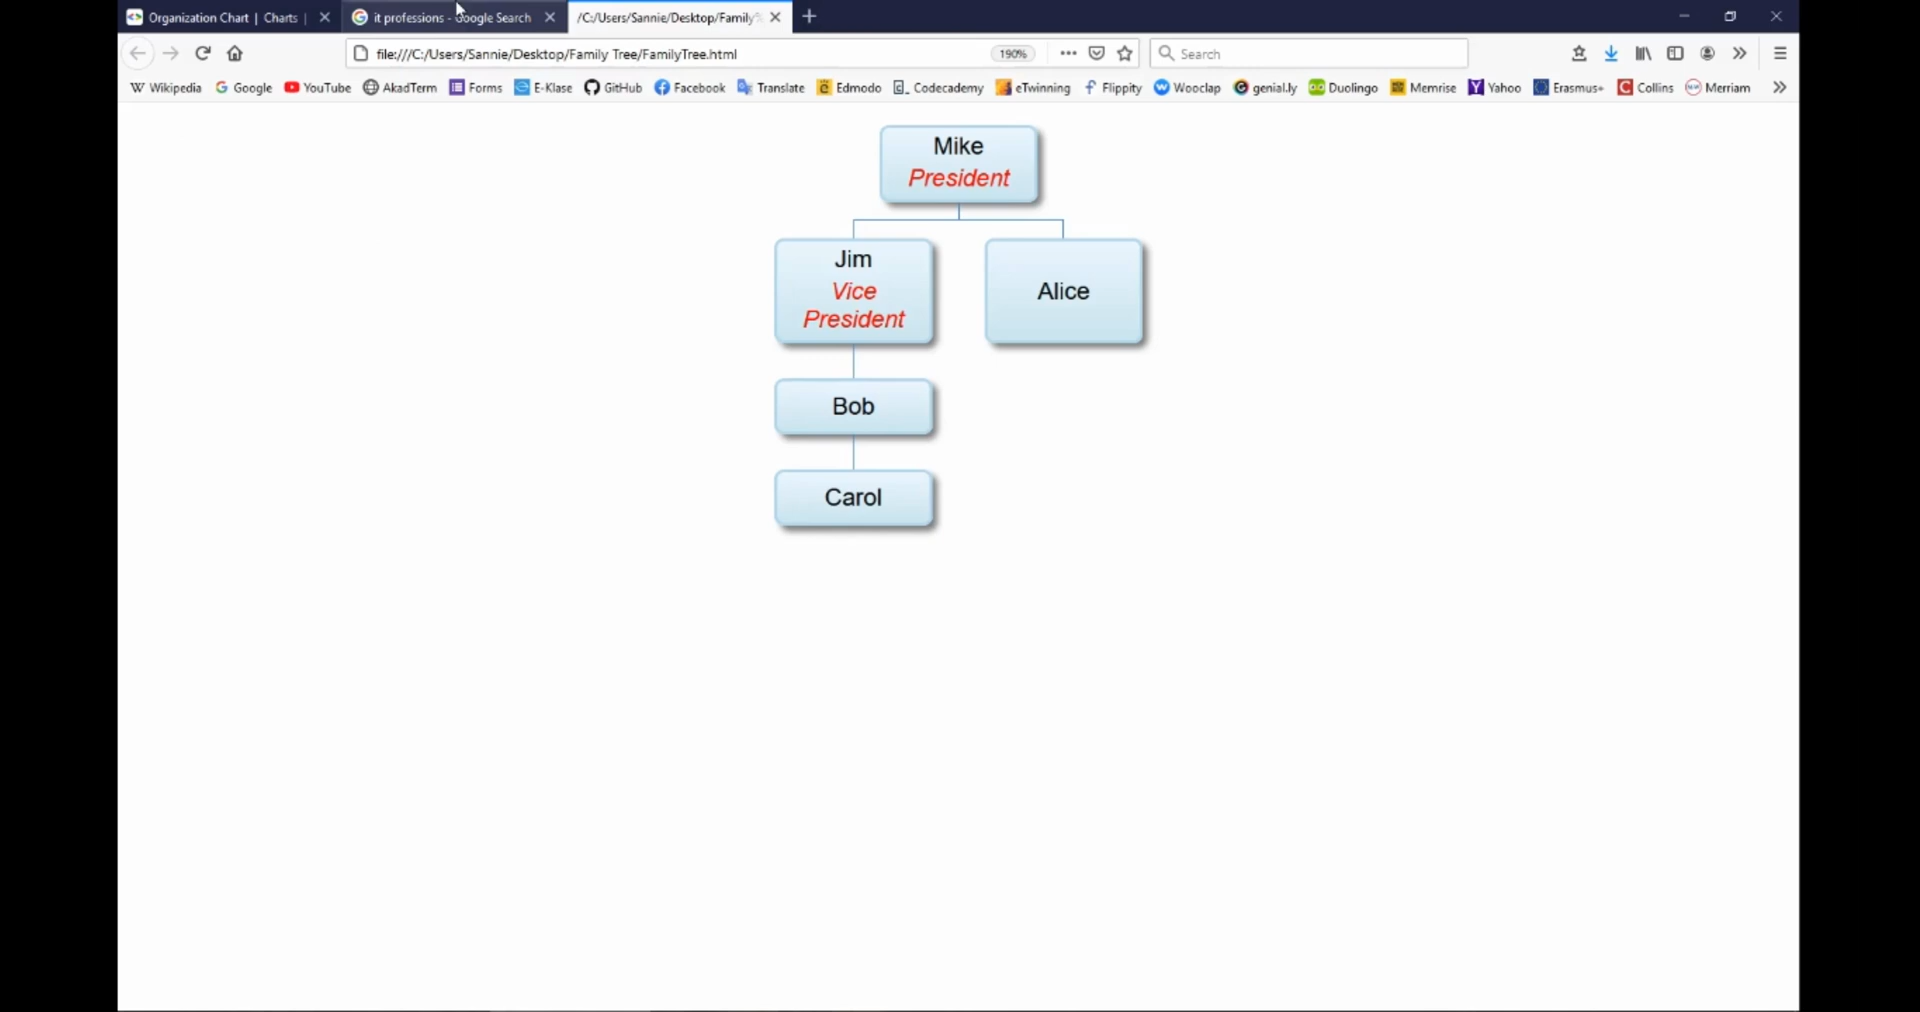 Organization Chart | Charts |
it professions - Google Search
/C:/Users/Sannie/Desktop/Family
file:///C:/Users/Sannie/Desktop/Family Tree/FamilyTree.html
190%
Search
Wikipedia Google YouTube AkadTerm Forms E-Klase GitHub Facebook Translate Edmodo Codecademy eTwinning Flippity Wooclap genial.ly Duolingo Memrise Yahoo Erasmus+ Collins Merriam
Mike
President
Jim
Vice
President
Alice
Bob
Carol